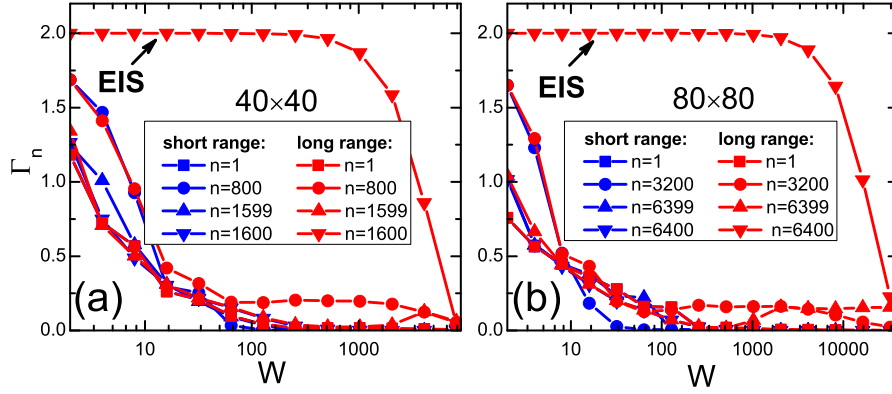 2.0
1.5
1.0
0.5
0.0
Γn
EIS
40×40
short range: long range:
n=1 n=1
n=800 n=800
n=1599 n=1599
n=1600 n=1600
(a)
10 100 1000
W
2.0
1.5
1.0
0.5
0.0
EIS
80×80
short range: long range:
n=1 n=1
n=3200 n=3200
n=6399 n=6399
n=6400 n=6400
(b)
10 100 1000 10000
W